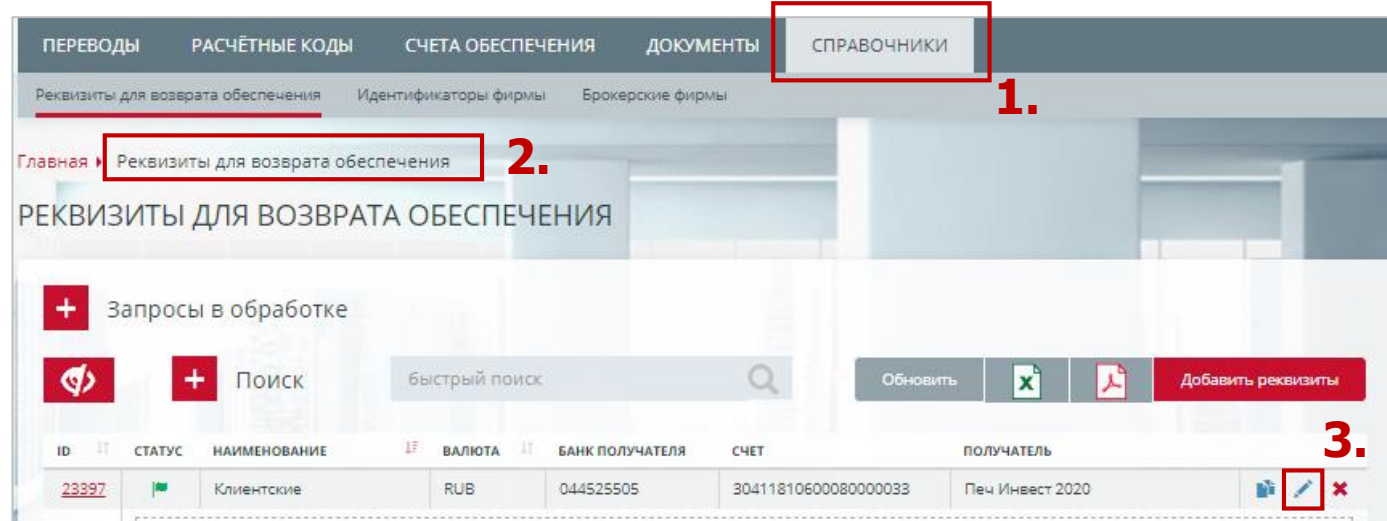 ПЕРЕВОДЫ РАСЧЁТНЫЕ КОДЫ СЧЕТА ОБЕСПЕЧЕНИЯ ДОКУМЕНТЫ СПРАВОЧНИКИ
1.
Реквизиты для возврата обеспечения Идентификаторы фирмы Брокерские фирмы
Главная Реквизиты для возврата обеспечения 2.
РЕКВИЗИТЫ ДЛЯ ВОЗВРАТА ОБЕСПЕЧЕНИЯ
+ Запросы в обработке
+ Поиск быстрый поиск Обновить Добавить реквизиты
3.
ID СТАТУС НАИМЕНОВАНИЕ ВАЛЮТА БАНК ПОЛУЧАТЕЛЯ СЧЕТ ПОЛУЧАТЕЛЬ
23397 Клиентские RUB 044525505 30411810600080000033 Печ Инвест 2020